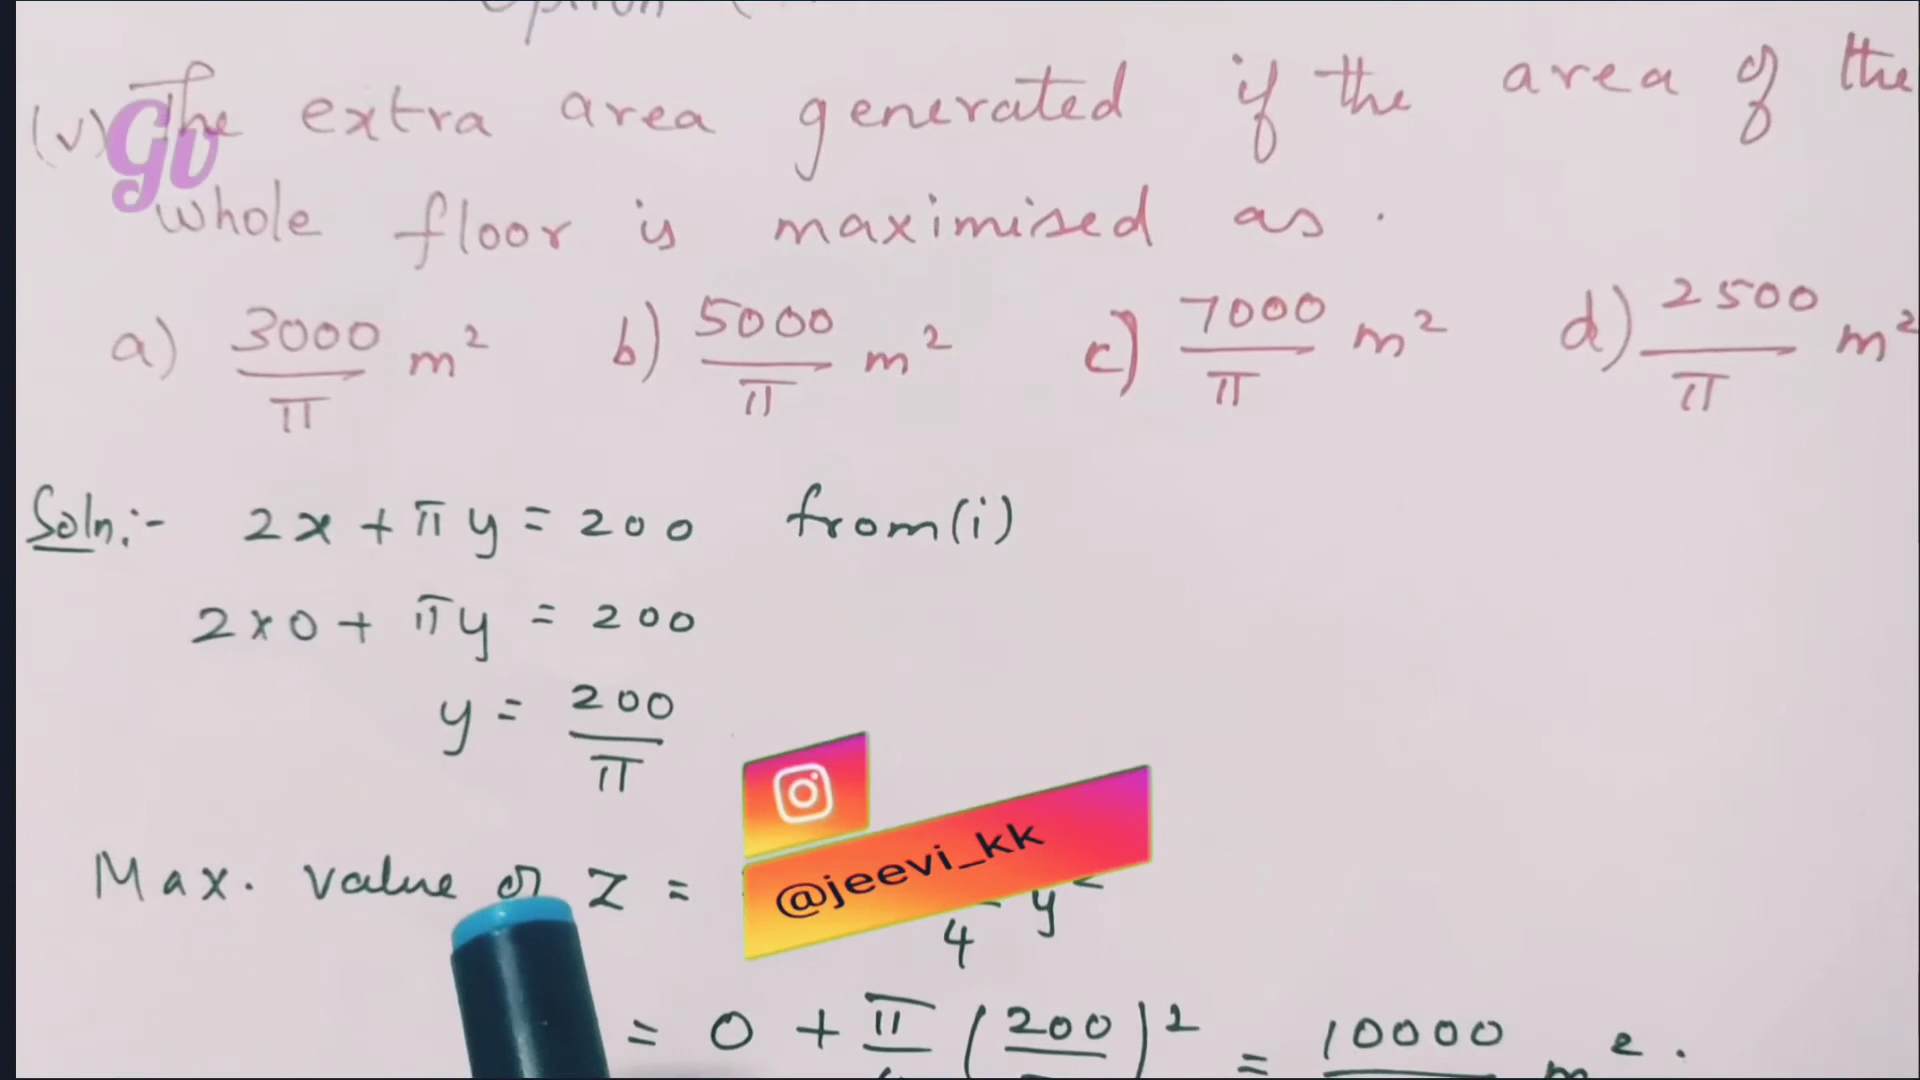 (v) The extra area generated if the area of the
Gv
whole floor is maximised as .
a) 3000/π m² b) 5000/π m² c) 7000/π m² d) 2500/π m²
Soln:- 2x + πy = 200 from (i)
2×0 + πy = 200
y = 200/π
Max. value of Z = 4 y²
@jeevi_kk
= 0 + π (200)² = 10000 m².